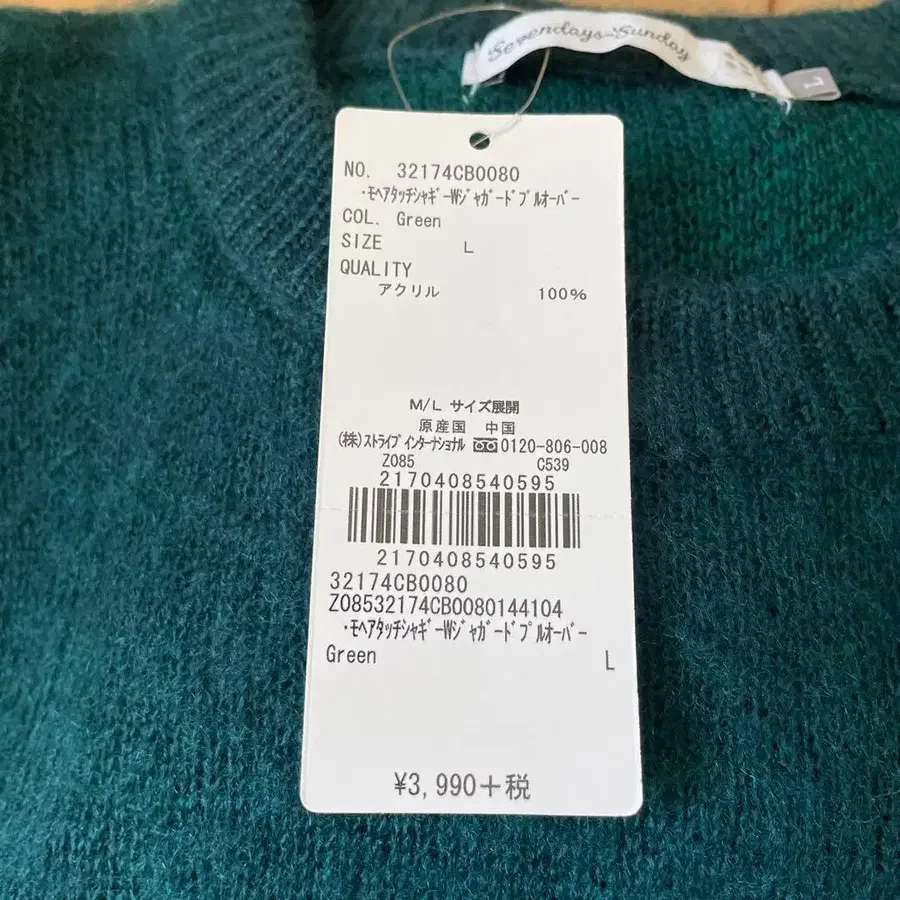 Sevendays=Sunday
L
NO. 32174CB0080
・ﾓﾍｱﾀｯﾁｼｬｷﾞｰWｼﾞｬｶﾞｰﾄﾞﾌﾟﾙｵｰﾊﾞｰ
COL. Green
SIZE L
QUALITY
アクリル 100%
M/L サイズ展開
原産国 中国
(株)ｽﾄﾗｲﾌﾟｲﾝﾀｰﾅｼｮﾅﾙ 0120-806-008
Z085 C539
2170408540595
2170408540595
32174CB0080
Z08532174CB0080144104
・ﾓﾍｱﾀｯﾁｼｬｷﾞｰWｼﾞｬｶﾞｰﾄﾞﾌﾟﾙｵｰﾊﾞｰ
Green L
¥3,990+税